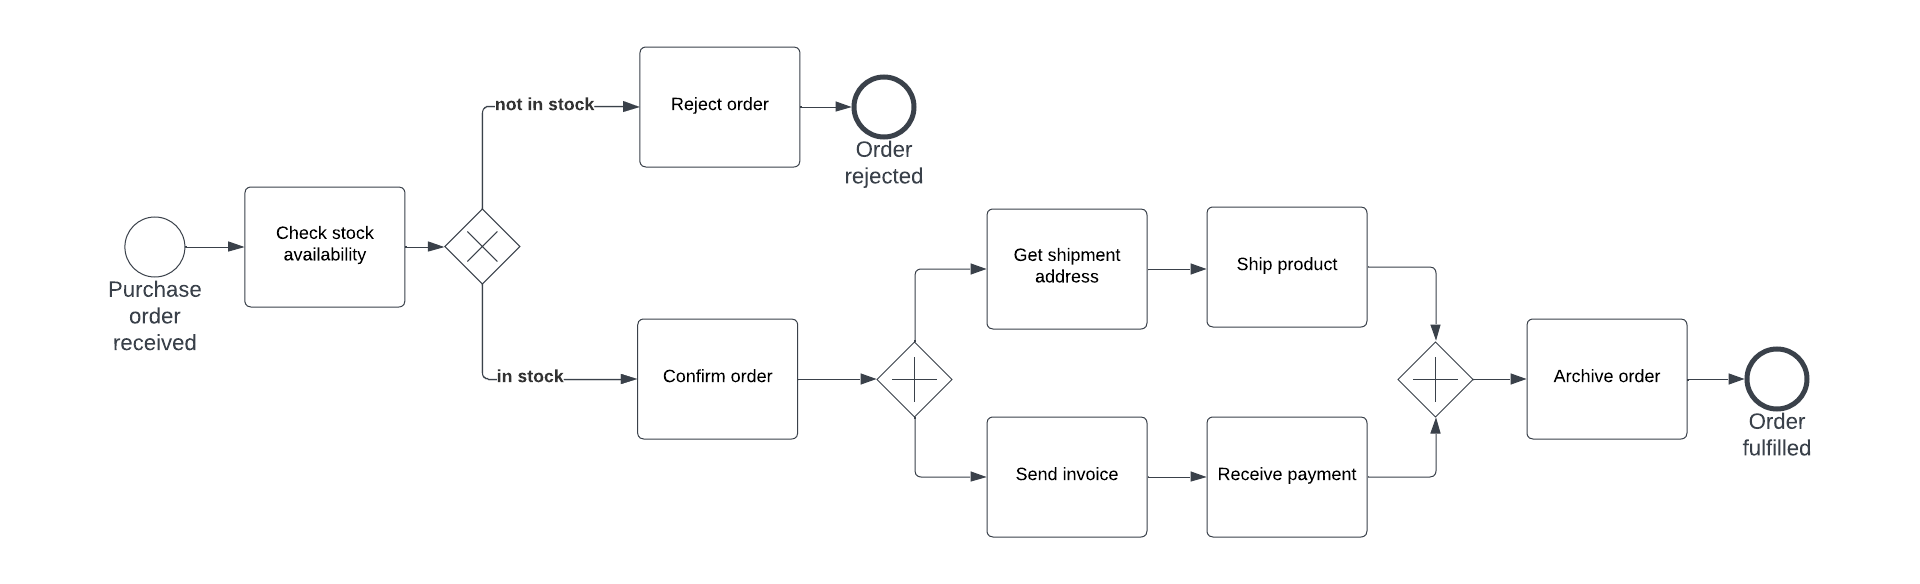 Purchase
order
received
Check stock
availability
not in stock
Reject order
Order
rejected
in stock
Confirm order
Get shipment
address
Ship product
Send invoice
Receive payment
Archive order
Order
fulfilled